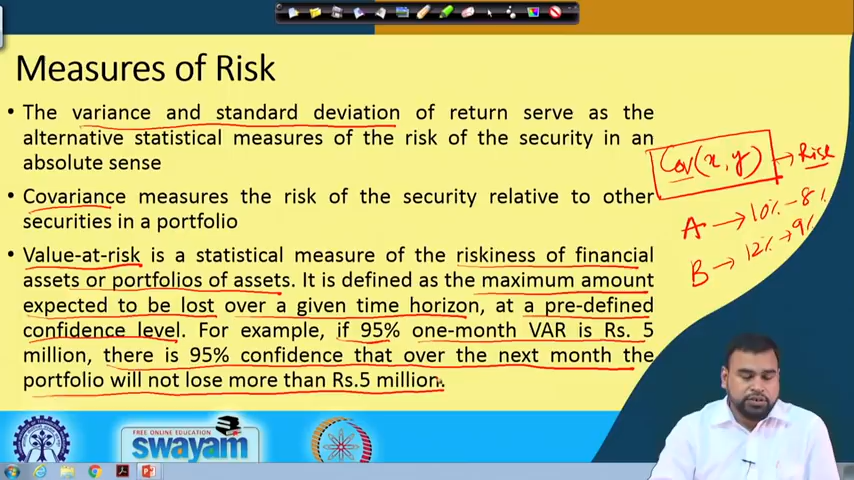 Measures of Risk
• The variance and standard deviation of return serve as the
alternative statistical measures of the risk of the security in an
absolute sense
• Covariance measures the risk of the security relative to other
securities in a portfolio
• Value-at-risk is a statistical measure of the riskiness of financial
assets or portfolios of assets. It is defined as the maximum amount
expected to be lost over a given time horizon, at a pre-defined
confidence level. For example, if 95% one-month VAR is Rs. 5
million, there is 95% confidence that over the next month the
portfolio will not lose more than Rs.5 million.
Cov(x,y) → Rise
A → 10% - 8%
B → 12% → 9%
FREE ONLINE EDUCATION
swayam